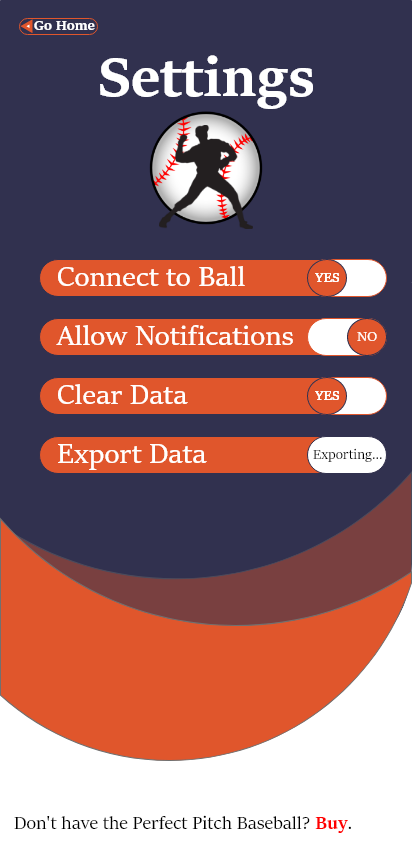 Go Home
Settings
Connect to Ball YES
Allow Notifications NO
Clear Data YES
Export Data Exporting...
Don't have the Perfect Pitch Baseball? Buy.